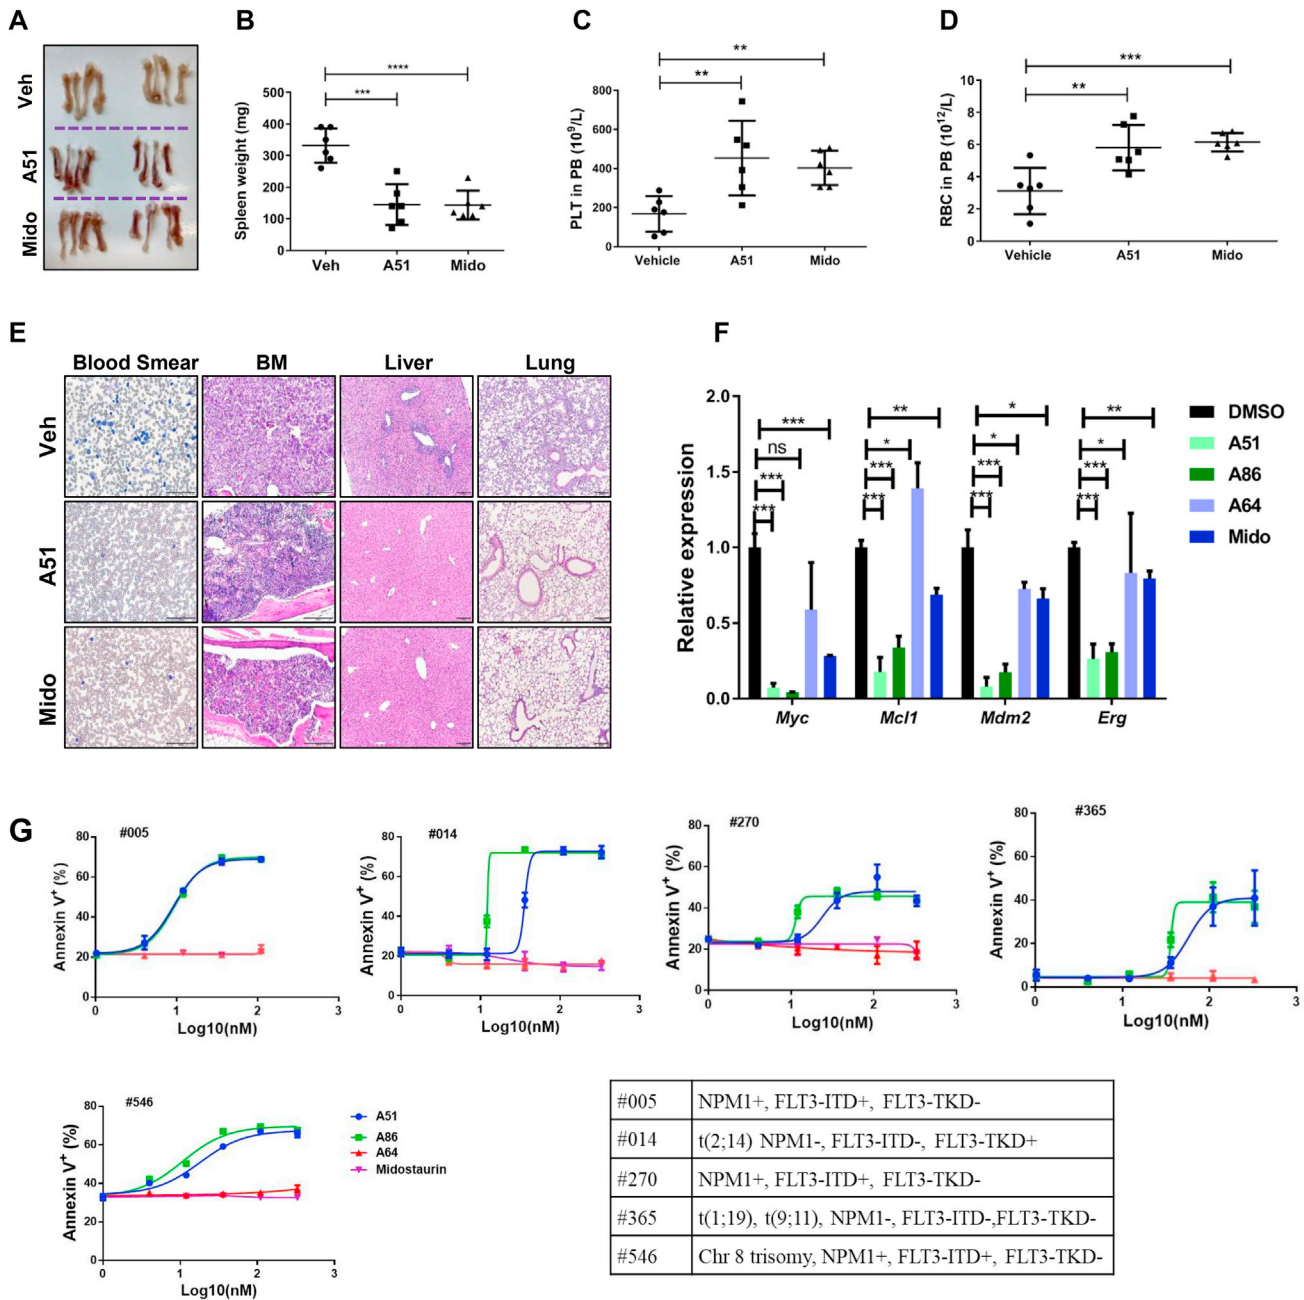 A
Veh
A51
Mido
B
****
***
Spleen weight (mg)
500
400
300
200
100
0
Veh
A51
Mido
C
**
**
PLT in PB (10⁹/L)
800
600
400
200
0
Vehicle
A51
Mido
D
***
**
RBC in PB (10¹²/L)
10
8
6
4
2
0
Vehicle
A51
Mido
E
Blood Smear
BM
Liver
Lung
Veh
A51
Mido
F
Relative expression
2.0
1.5
1.0
0.5
0.0
***
ns
***
***
**
*
***
***
*
*
***
***
**
*
***
***
Myc
Mcl1
Mdm2
Erg
DMSO
A51
A86
A64
Mido
G
#005
Annexin V⁺ (%)
80
60
40
20
0
0
1
2
3
Log10(nM)
#014
Annexin V⁺ (%)
80
60
40
20
0
0
1
2
3
Log10(nM)
#270
Annexin V⁺ (%)
80
60
40
20
0
0
1
2
3
Log10(nM)
#365
Annexin V⁺ (%)
80
60
40
20
0
0
1
2
3
Log10(nM)
#546
Annexin V⁺ (%)
80
60
40
20
0
0
1
2
3
Log10(nM)
A51
A86
A64
Midostaurin
#005 NPM1+, FLT3-ITD+, FLT3-TKD-
#014 t(2;14) NPM1-, FLT3-ITD-, FLT3-TKD+
#270 NPM1+, FLT3-ITD+, FLT3-TKD-
#365 t(1;19), t(9;11), NPM1-, FLT3-ITD-,FLT3-TKD-
#546 Chr 8 trisomy, NPM1+, FLT3-ITD+, FLT3-TKD-